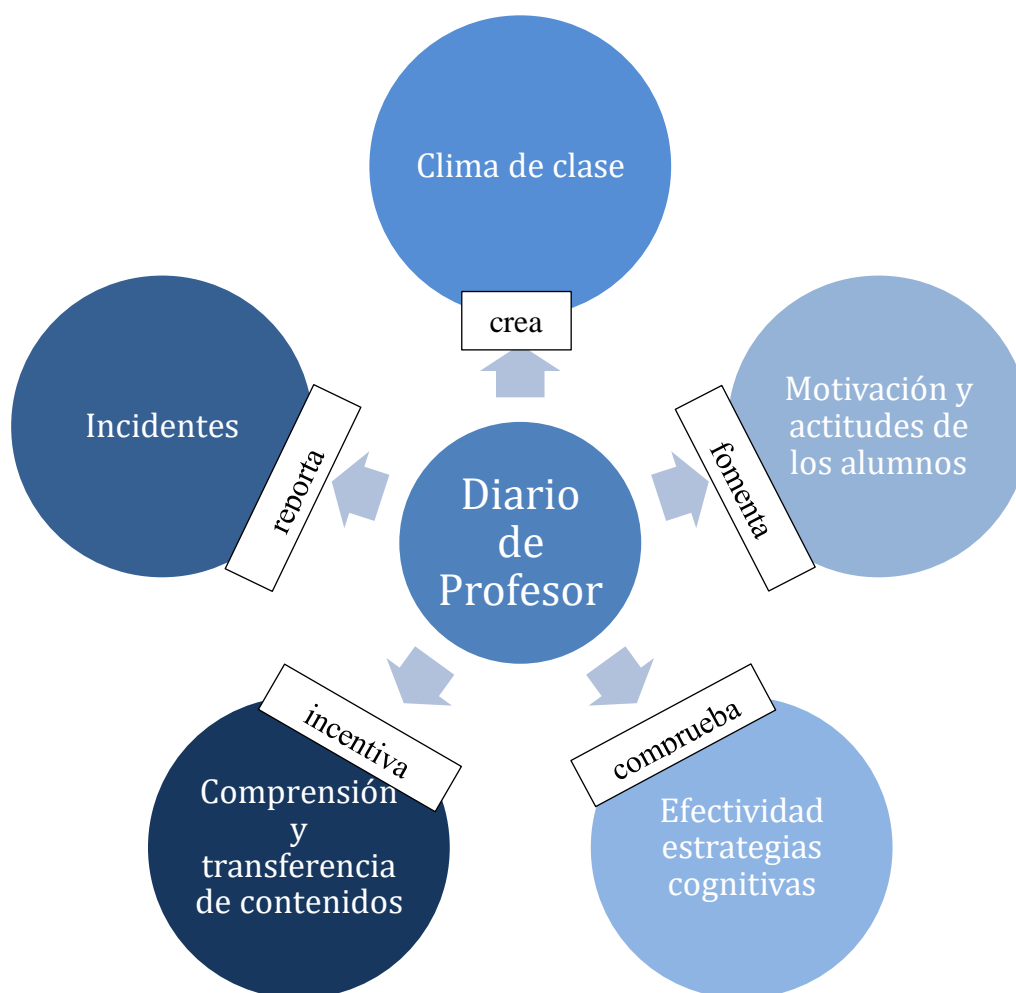 Clima de clase
crea
Motivación y
actitudes de
los alumnos
fomenta
Incidentes
reporta
Diario
de
Profesor
incentiva
Comprensión
y
transferencia
de contenidos
comprueba
Efectividad
estrategias
cognitivas